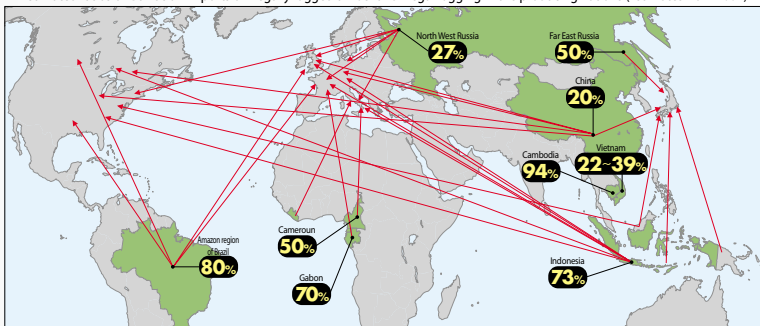 North West Russia
27%
Far East Russia
50%
China
20%
Vietnam
22~39%
Cambodia
94%
Cameroun
50%
Gabon
70%
Amazon region
of Brazil
80%
Indonesia
73%